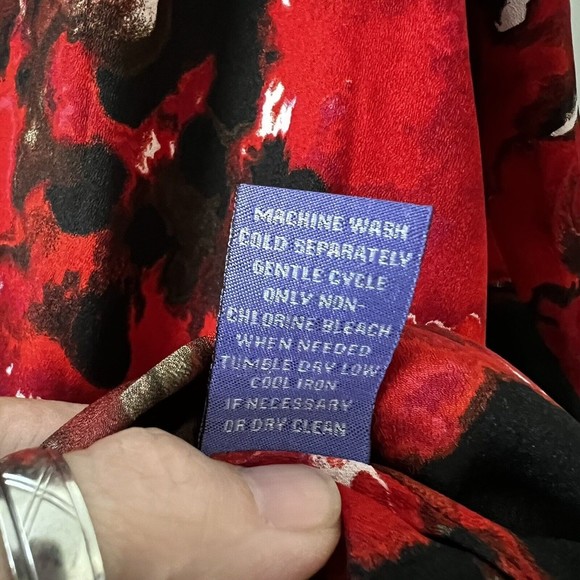 MACHINE WASH
COLD SEPARATELY
GENTLE CYCLE
ONLY NON-
CHLORINE BLEACH
WHEN NEEDED
TUMBLE DRY LOW
COOL IRON
IF NECESSARY
OR DRY CLEAN